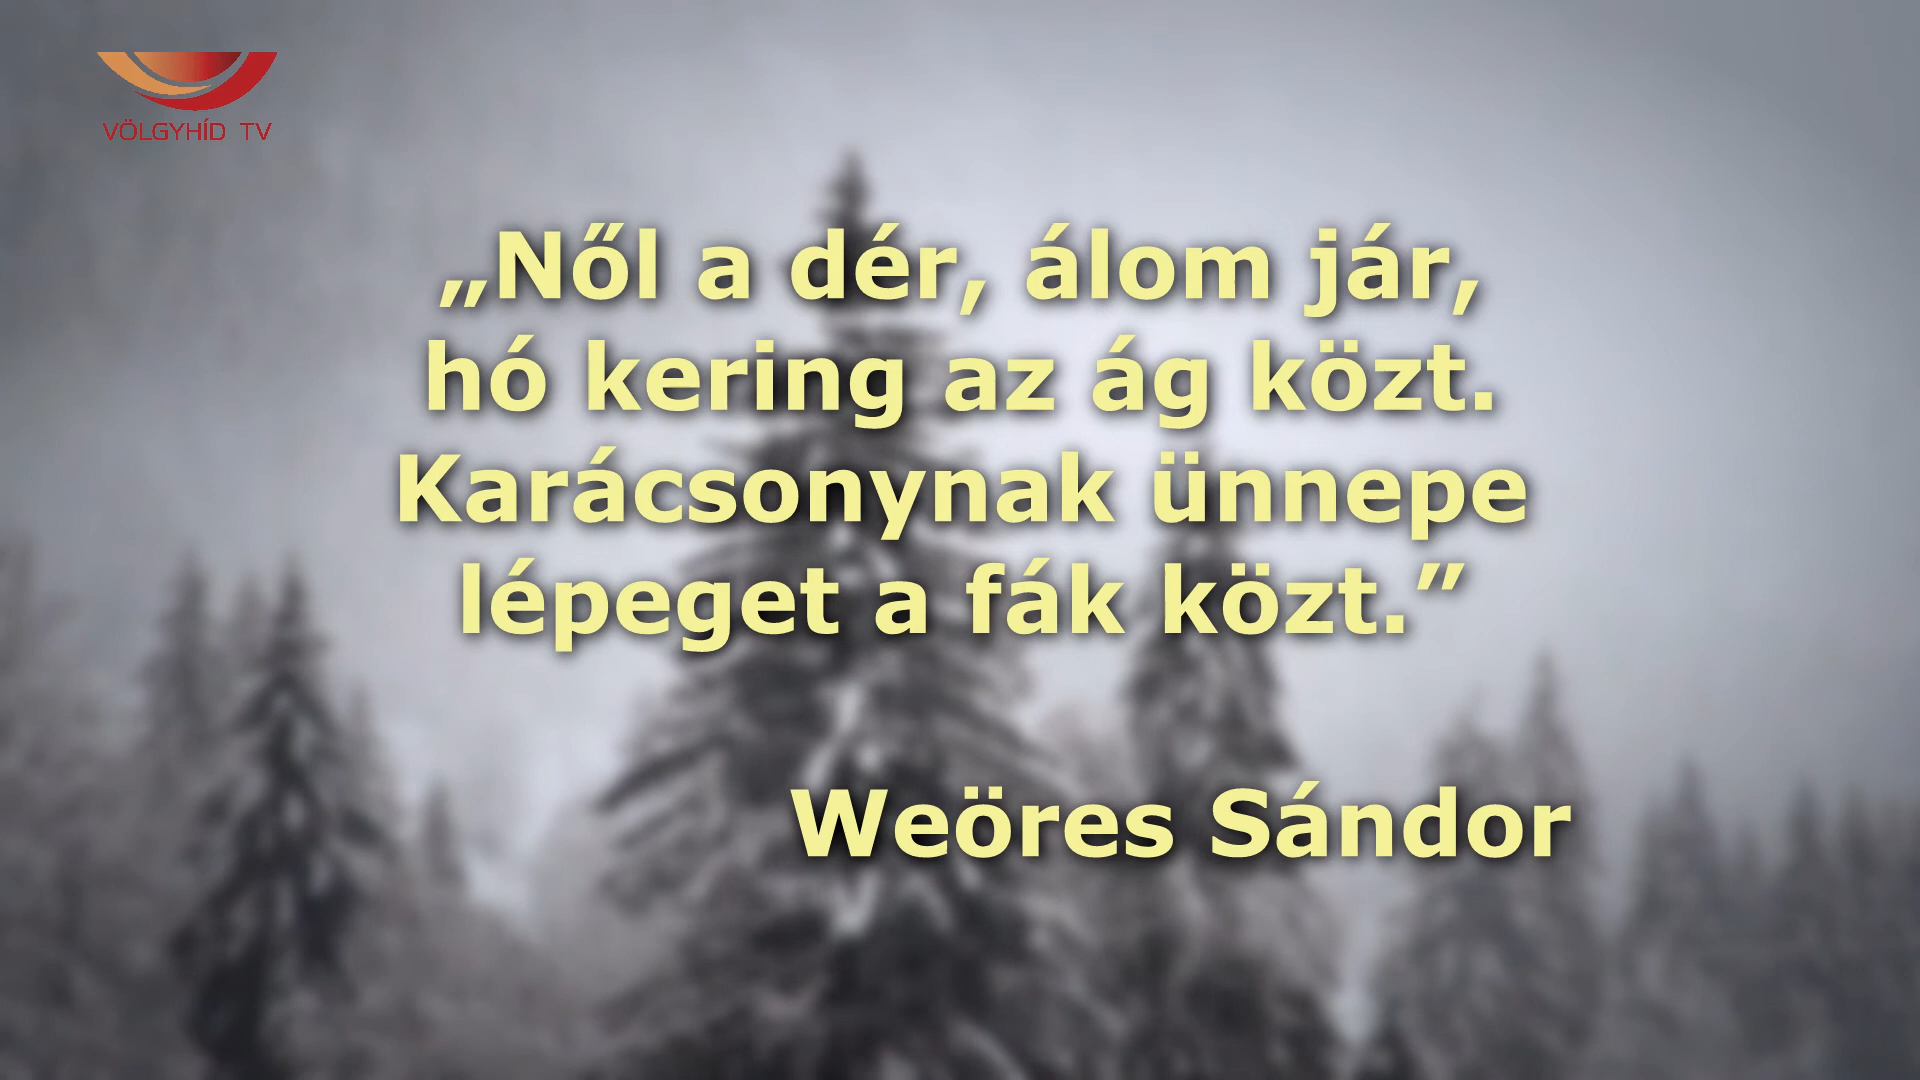 VÖLGYHÍD TV
„Nől a dér, álom jár,
hó kering az ág közt.
Karácsonynak ünnepe
lépeget a fák közt.”
Weöres Sándor